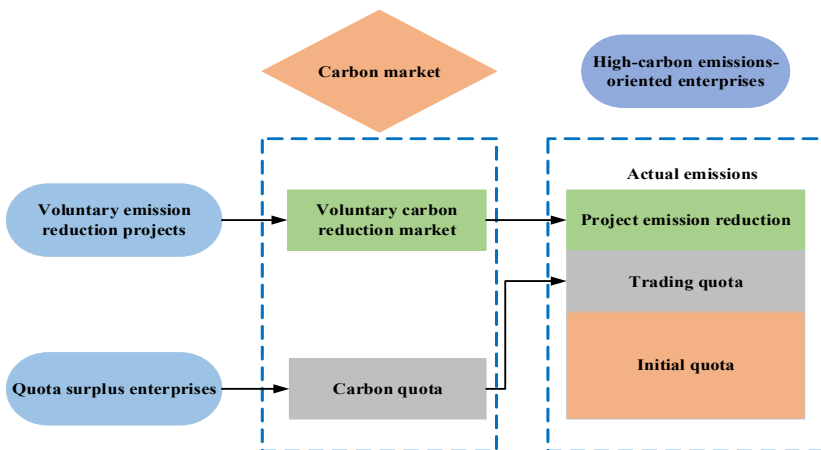 Carbon market
High-carbon emissions-
oriented enterprises
Actual emissions
Voluntary emission
reduction projects
Voluntary carbon
reduction market
Project emission reduction
Trading quota
Initial quota
Quota surplus enterprises
Carbon quota